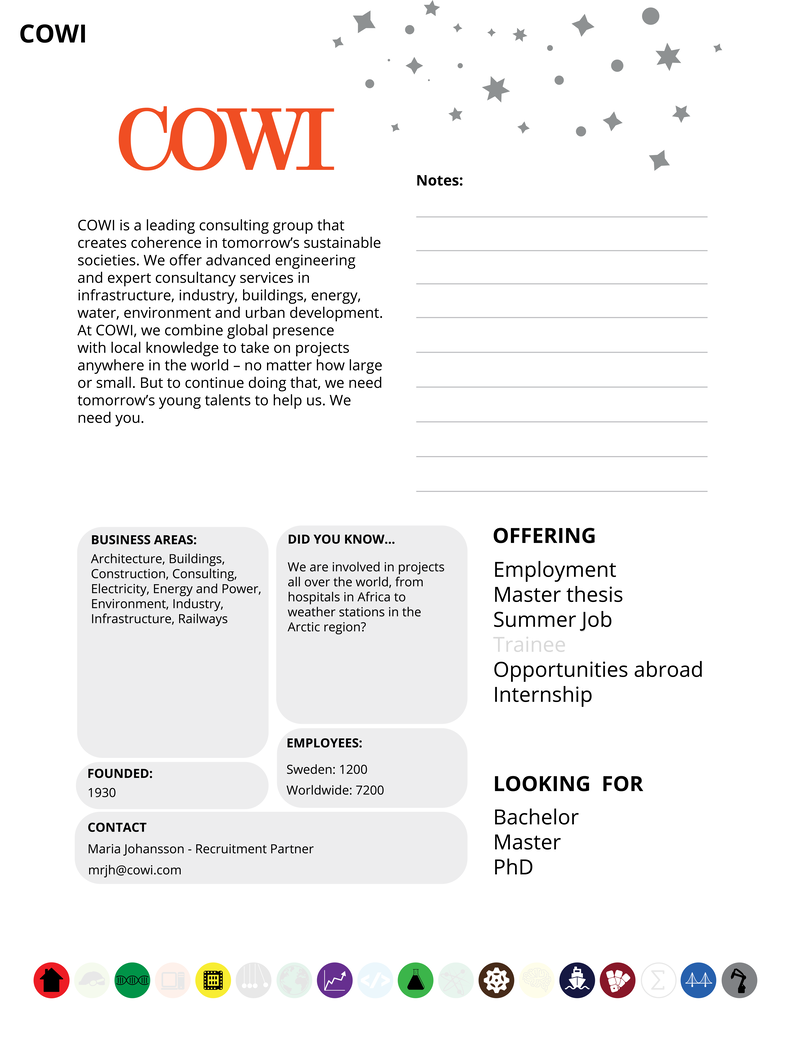 COWI
COWI
Notes:
COWI is a leading consulting group that
creates coherence in tomorrow’s sustainable
societies. We offer advanced engineering
and expert consultancy services in
infrastructure, industry, buildings, energy,
water, environment and urban development.
At COWI, we combine global presence
with local knowledge to take on projects
anywhere in the world – no matter how large
or small. But to continue doing that, we need
tomorrow’s young talents to help us. We
need you.
BUSINESS AREAS:
Architecture, Buildings,
Construction, Consulting,
Electricity, Energy and Power,
Environment, Industry,
Infrastructure, Railways
DID YOU KNOW...
We are involved in projects
all over the world, from
hospitals in Africa to
weather stations in the
Arctic region?
FOUNDED:
1930
EMPLOYEES:
Sweden: 1200
Worldwide: 7200
CONTACT
Maria Johansson - Recruitment Partner
mrjh@cowi.com
OFFERING
Employment
Master thesis
Summer Job
Trainee
Opportunities abroad
Internship
LOOKING FOR
Bachelor
Master
PhD